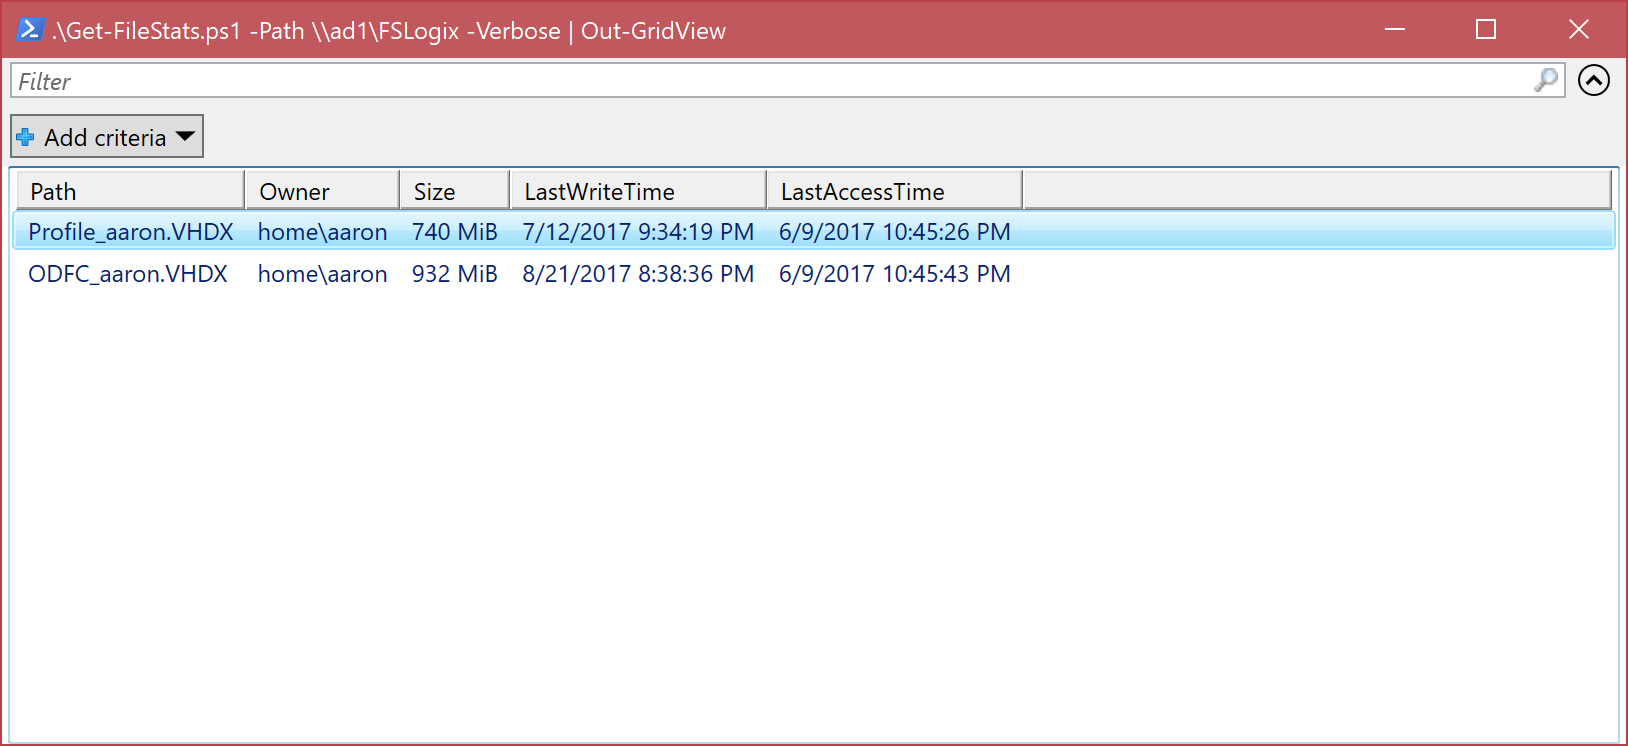 .\Get-FileStats.ps1 -Path \\ad1\FSLogix -Verbose | Out-GridView
Filter
Add criteria
Path Owner Size LastWriteTime LastAccessTime
Profile_aaron.VHDX home\aaron 740 MiB 7/12/2017 9:34:19 PM 6/9/2017 10:45:26 PM
ODFC_aaron.VHDX home\aaron 932 MiB 8/21/2017 8:38:36 PM 6/9/2017 10:45:43 PM